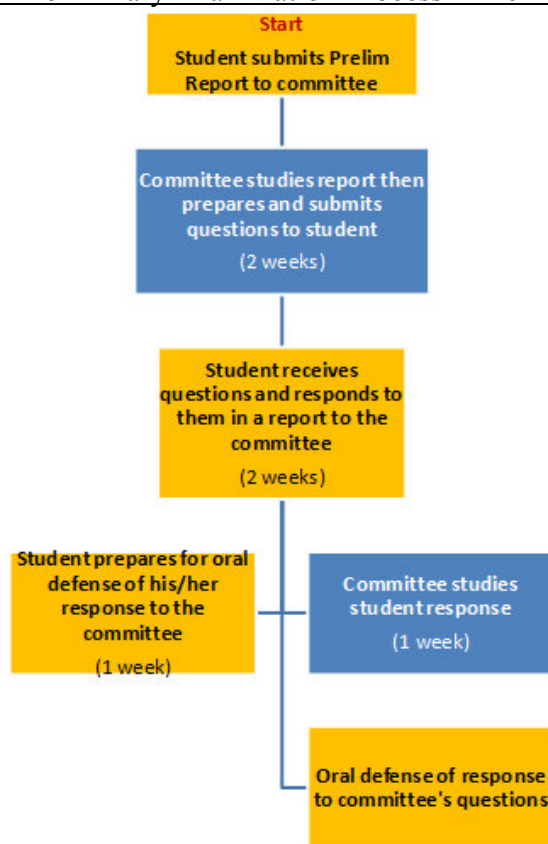 Start
Student submits Prelim
Report to committee
Committee studies report then
prepares and submits
questions to student
(2 weeks)
Student receives
questions and responds to
them in a report to the
committee
(2 weeks)
Student prepares for oral
defense of his/her
response to the
committee
(1 week)
Committee studies
student response
(1 week)
Oral defense of response
to committee's questions